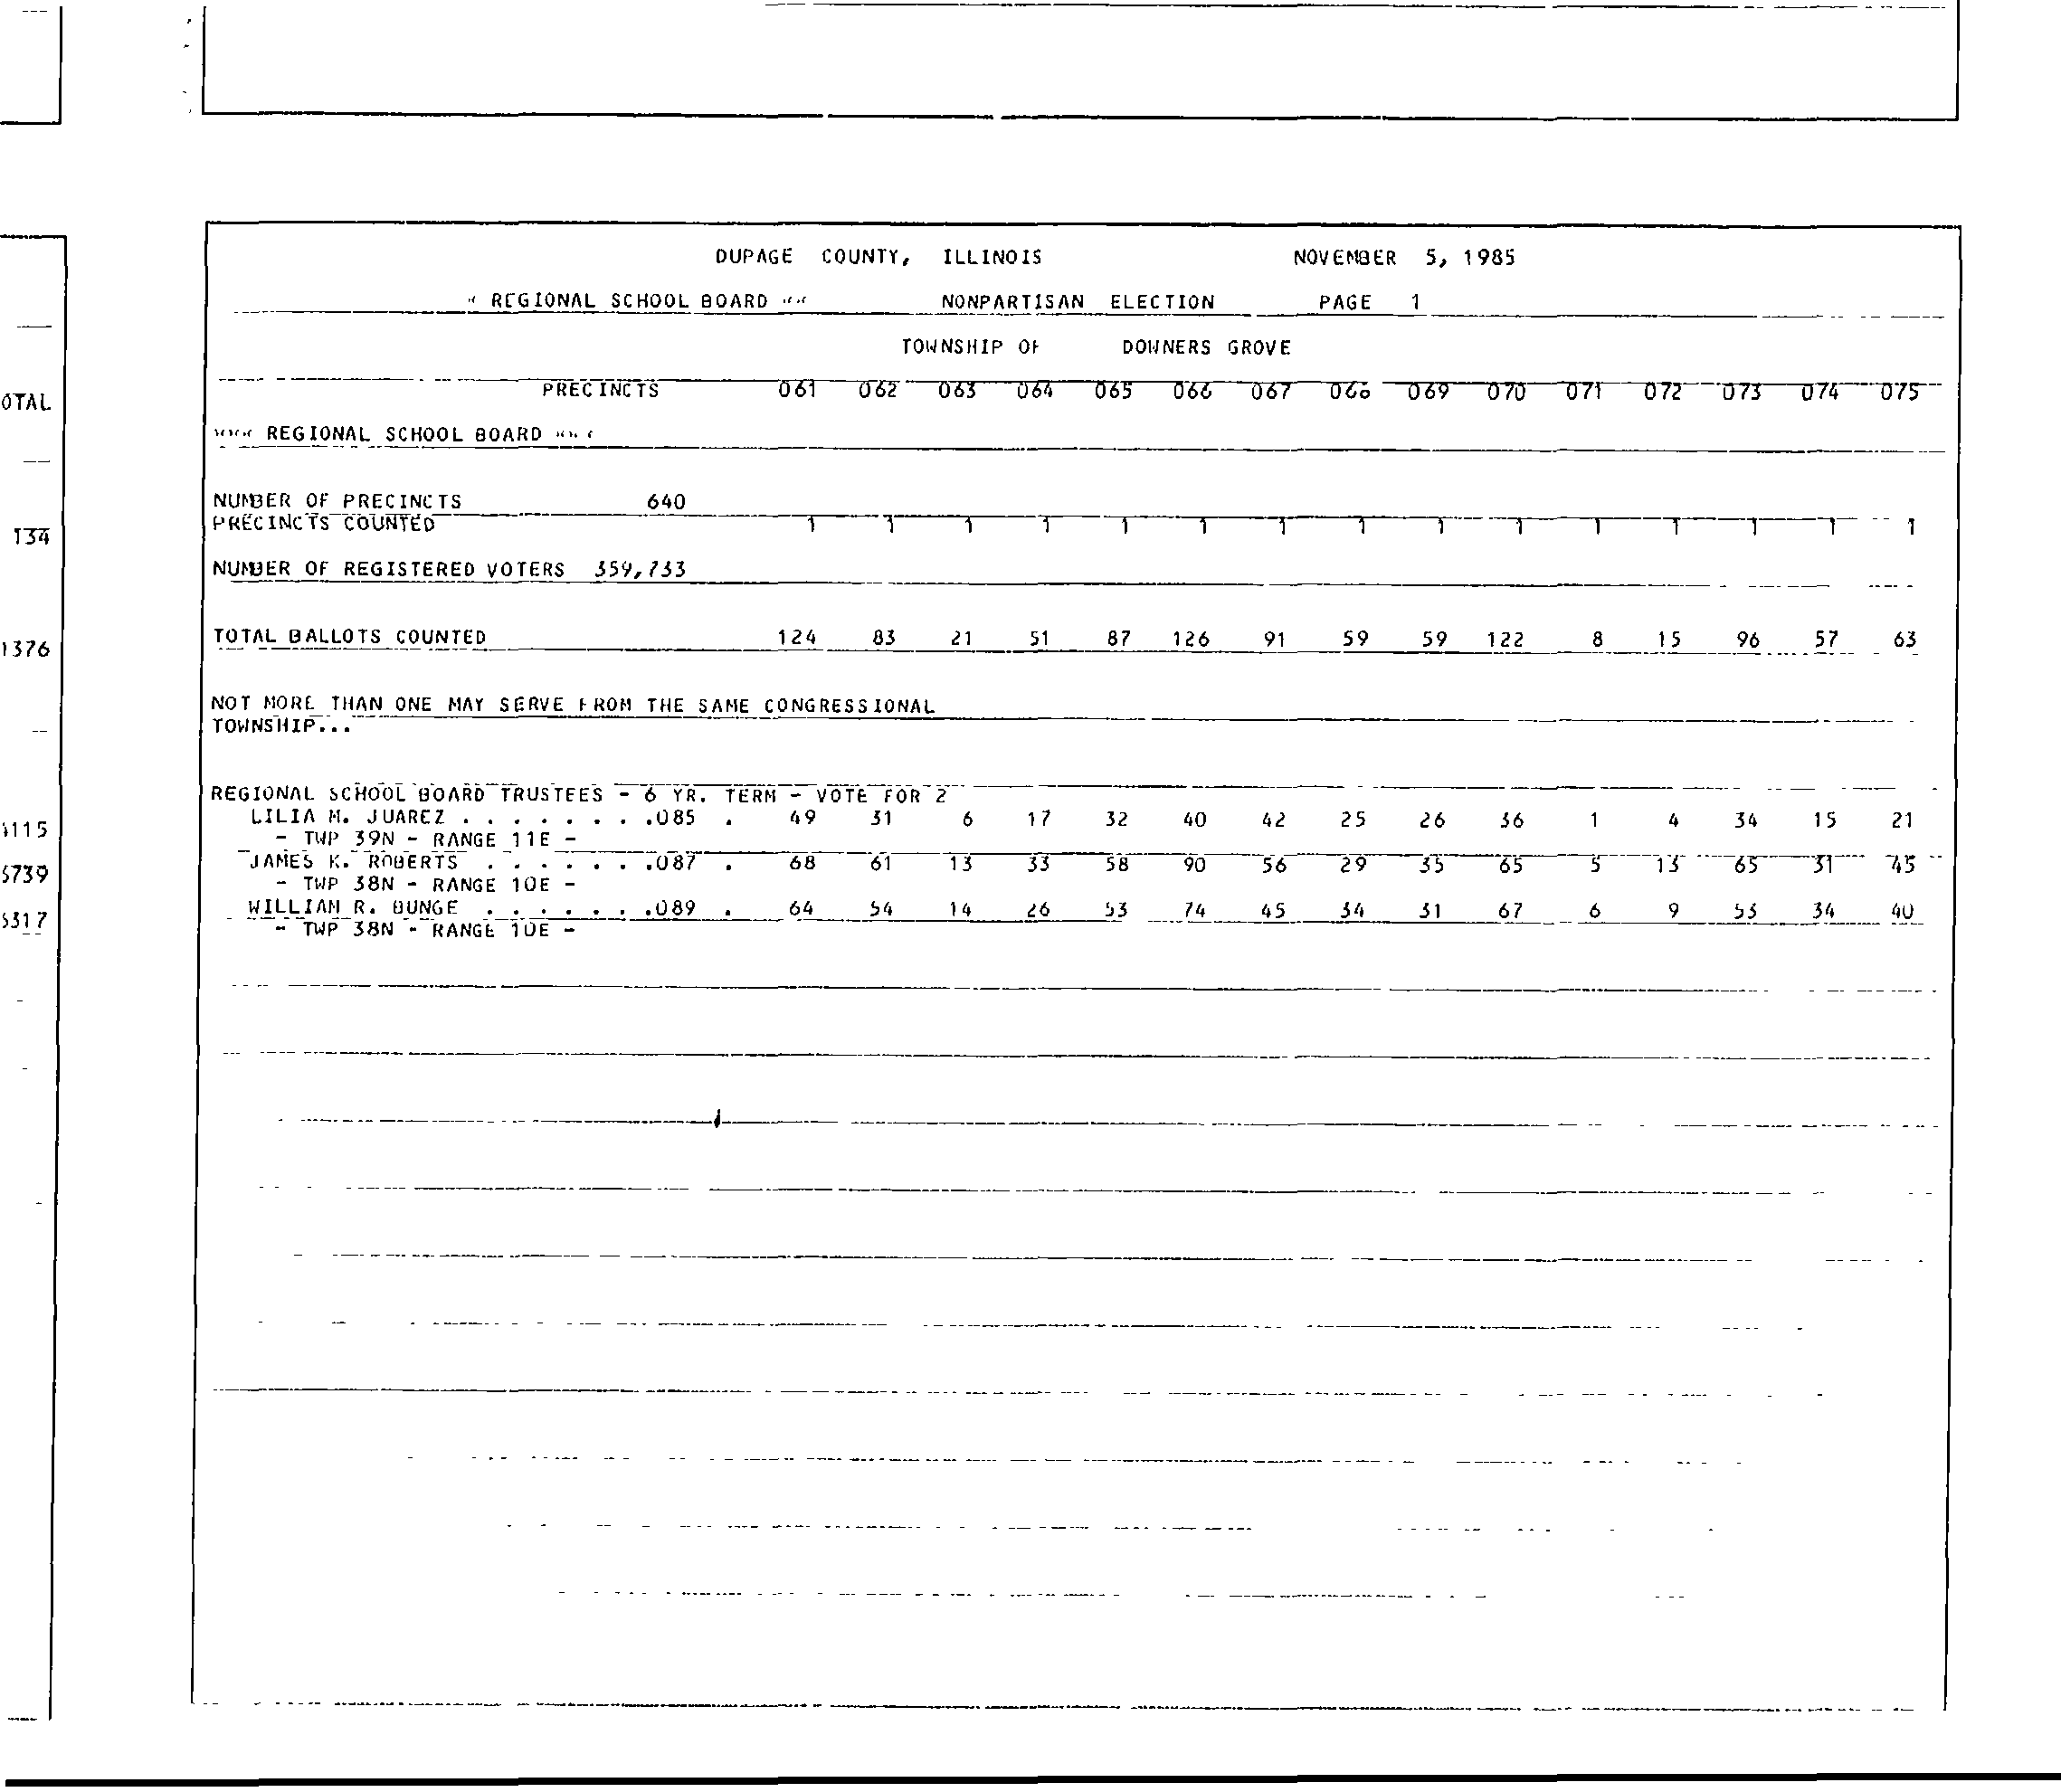 OTAL
134
1376
115
5739
5317
DUPAGE COUNTY, ILLINOIS NOVEMBER 5, 1985
REGIONAL SCHOOL BOARD NONPARTISAN ELECTION PAGE 1
TOWNSHIP OF DOWNERS GROVE
PRECINCTS 061 062 063 064 065 066 067 068 069 070 071 072 073 074 075
REGIONAL SCHOOL BOARD
NUMBER OF PRECINCTS 640
PRECINCTS COUNTED 1 1 1 1 1 1 1 1 1 1 1 1 1 1 1
NUMBER OF REGISTERED VOTERS 359,733
TOTAL BALLOTS COUNTED 124 83 21 51 87 126 91 59 59 122 8 15 96 57 63
NOT MORE THAN ONE MAY SERVE FROM THE SAME CONGRESSIONAL
TOWNSHIP...
REGIONAL SCHOOL BOARD TRUSTEES - 6 YR. TERM - VOTE FOR 2
LILIA M. JUAREZ . . . . . . . .085 . 49 31 6 17 32 40 42 25 26 36 1 4 34 15 21
- TWP 39N - RANGE 11E -
JAMES K. ROBERTS . . . . . . .087 . 68 61 13 33 58 90 56 29 35 65 5 13 65 31 45
- TWP 38N - RANGE 10E -
WILLIAM R. BUNGE . . . . . . .089 . 64 54 14 26 53 74 45 34 31 67 6 9 53 34 40
- TWP 38N - RANGE 10E -